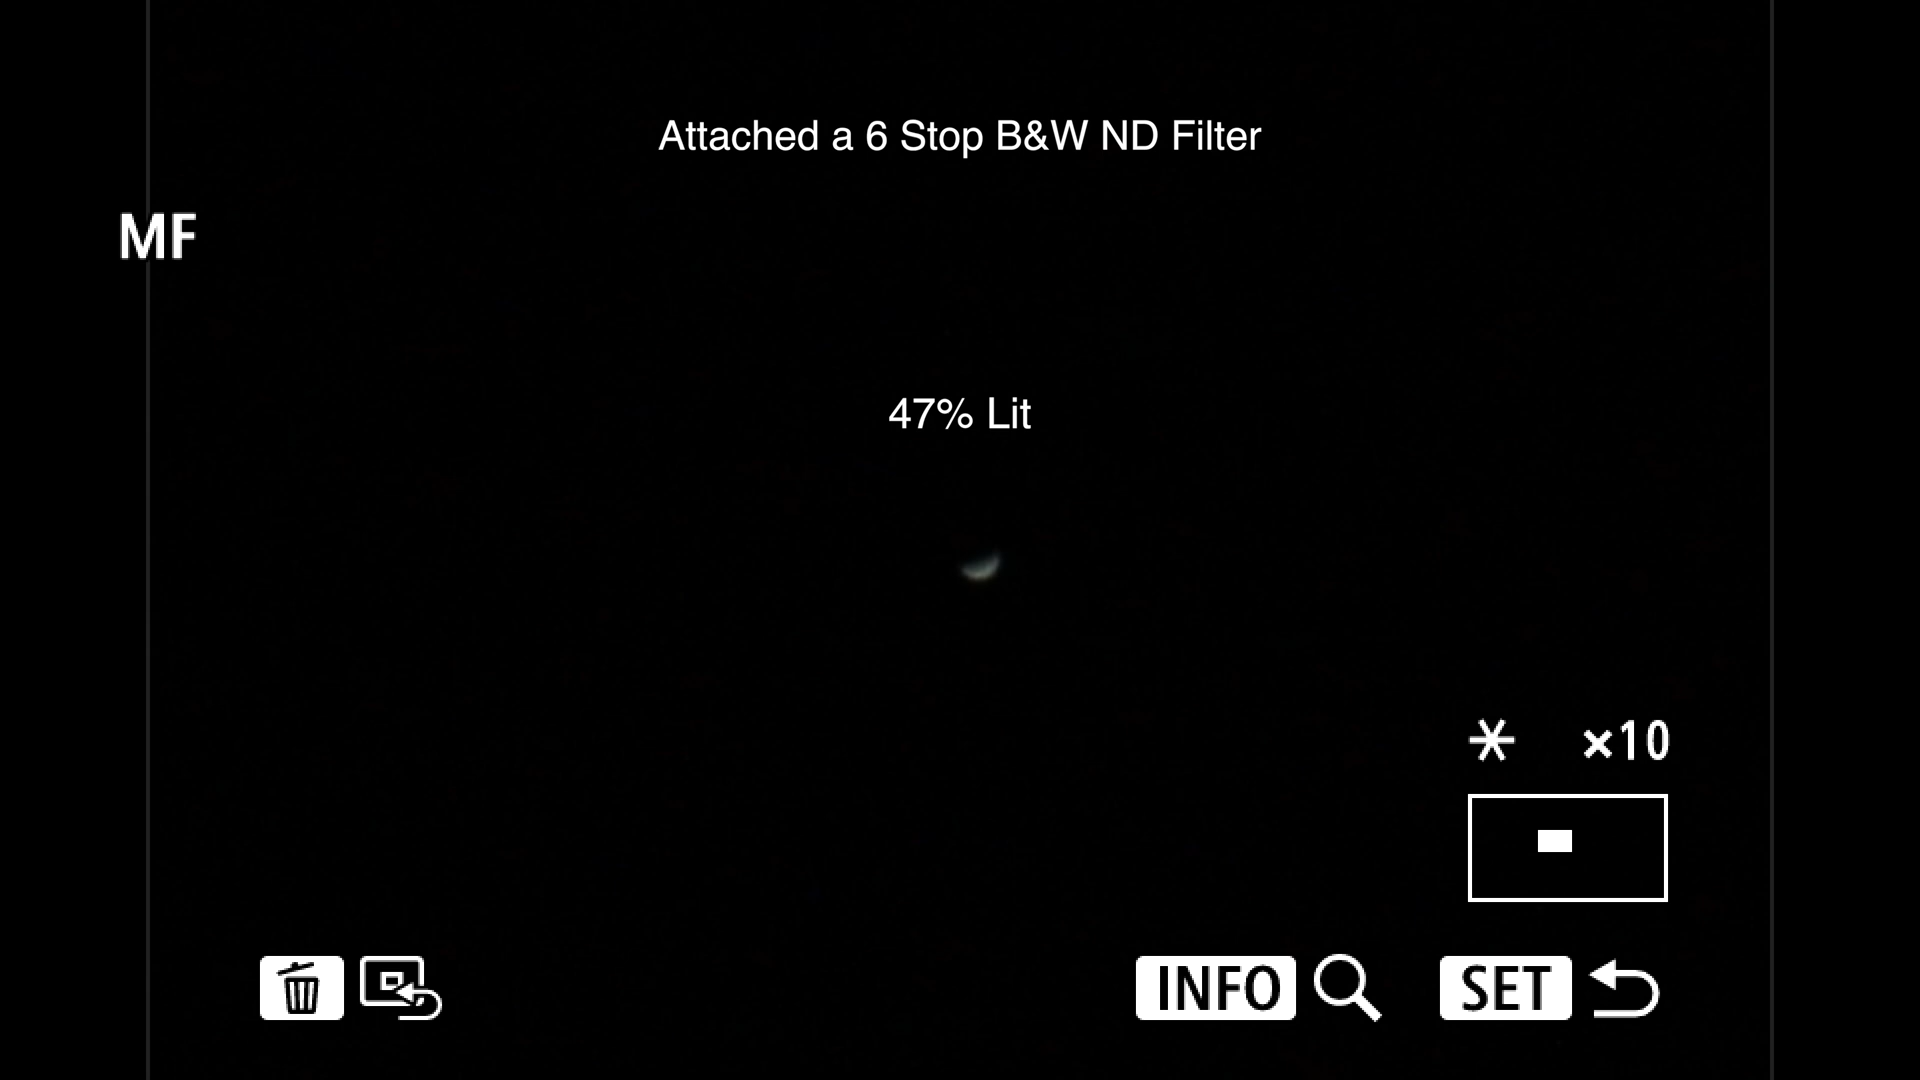 Attached a 6 Stop B&W ND Filter
MF
47% Lit
×10
INFO
SET